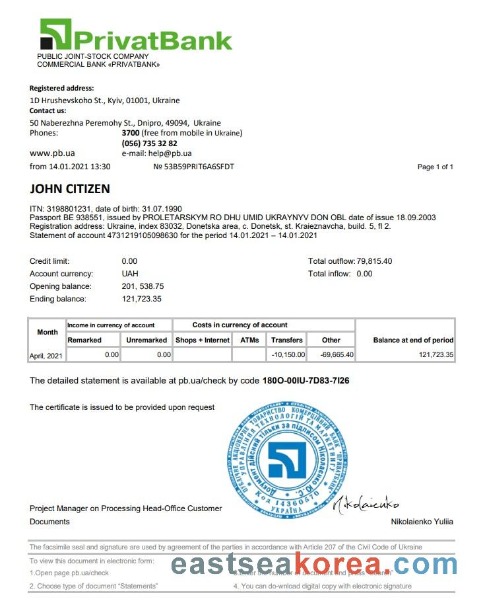 PrivatBank
PUBLIC JOINT-STOCK COMPANY
COMMERCIAL BANK «PRIVATBANK»
Registered address:
1D Hrushevskoho St., Kyiv, 01001, Ukraine
Contact us:
50 Naberezhna Peremohy St., Dnipro, 49094, Ukraine
Phones: 3700 (free from mobile in Ukraine)
(056) 735 32 82
www.pb.ua e-mail: help@pb.ua
from 14.01.2021 13:30 № 53B59PRIT6A6SFDT Page 1 of 1
JOHN CITIZEN
ITN: 3198801231, date of birth: 31.07.1990
Passport BE 938551, issued by PROLETARSKYM RO DHU UMID UKRAYNYV DON OBL date of issue 18.09.2003
Registration address: Ukraine, index 83032, Donetska area, c. Donetsk, st. Kraieznavcha, build. 5, fl 2.
Statement of account 4731219105098630 for the period 14.01.2021 – 14.01.2021
Credit limit: 0.00 Total outflow: 79,815.40
Account currency: UAH Total inflow: 0.00
Opening balance: 201, 538.75
Ending balance: 121,723.35
Month Income in currency of account Costs in currency of account
Remarked Unremarked Shops + Internet ATMs Transfers Other Balance at end of period
April, 2021 0.00 0.00 -10,150.00 -69,665.40 121,723.35
The detailed statement is available at pb.ua/check by code 180O-00IU-7D83-7I26
The certificate is issued to be provided upon request
Код 14360570
УКРАЇНА
Nikolaienko
Project Manager on Processing Head-Office Customer
Documents Nikolaienko Yuliia
The facsimile seal and signature are used by agreement of the parties in accordance with Article 207 of the Civil Code of Ukraine
To view this document in electronic form:
1.Open page pb.ua/check
eastseakorea.com
2. Choose type of document "Statements" 4. You can do-wnload digital copy with electronic signature